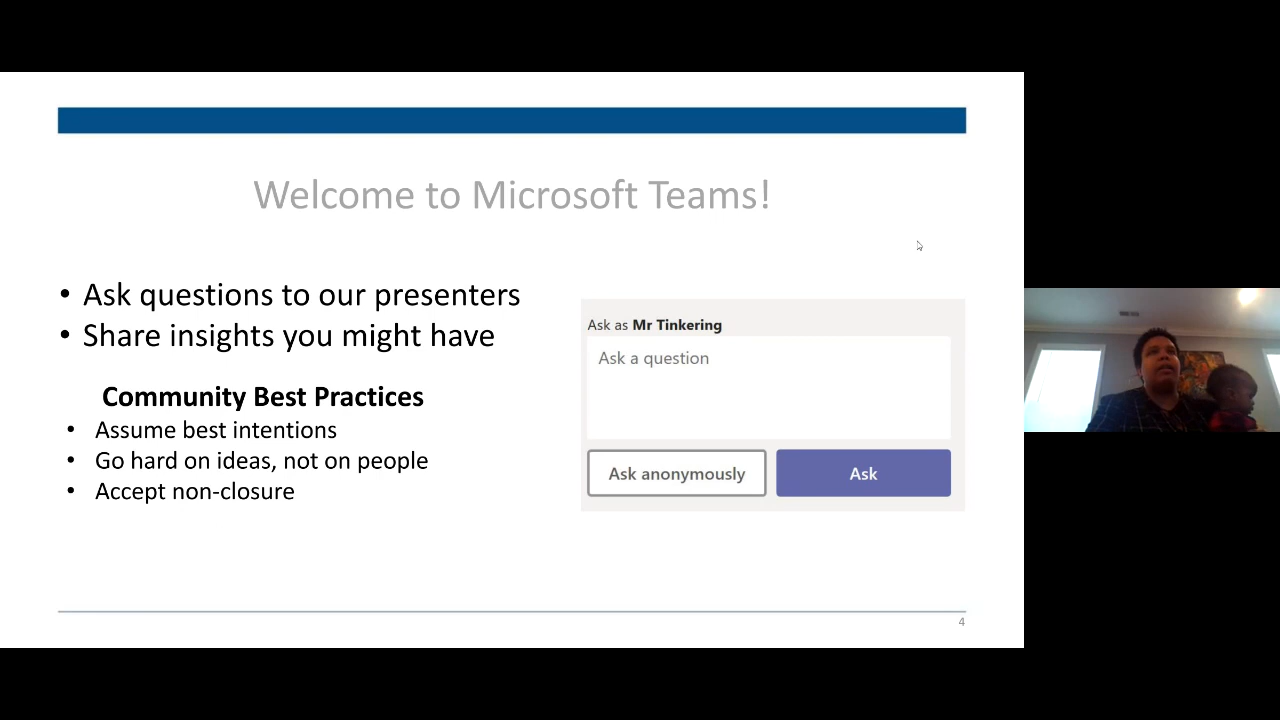 Welcome to Microsoft Teams!
• Ask questions to our presenters
• Share insights you might have
Community Best Practices
• Assume best intentions
• Go hard on ideas, not on people
• Accept non-closure
Ask as Mr Tinkering
Ask a question
Ask anonymously
Ask
4